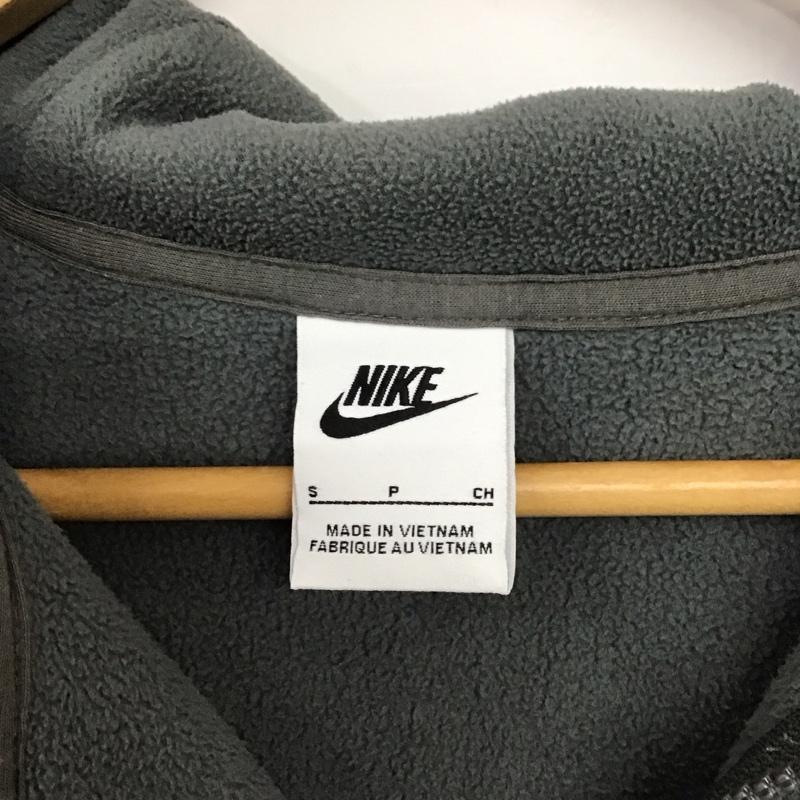 NIKE
S P CH
MADE IN VIETNAM
FABRIQUE AU VIETNAM